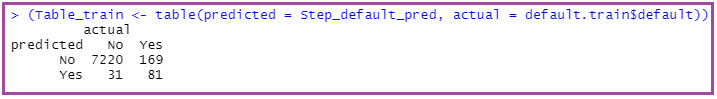 > (Table_train <- table(predicted = Step_default_pred, actual = default.train$default))
         actual
predicted   No  Yes
      No  7220  169
      Yes   31   81